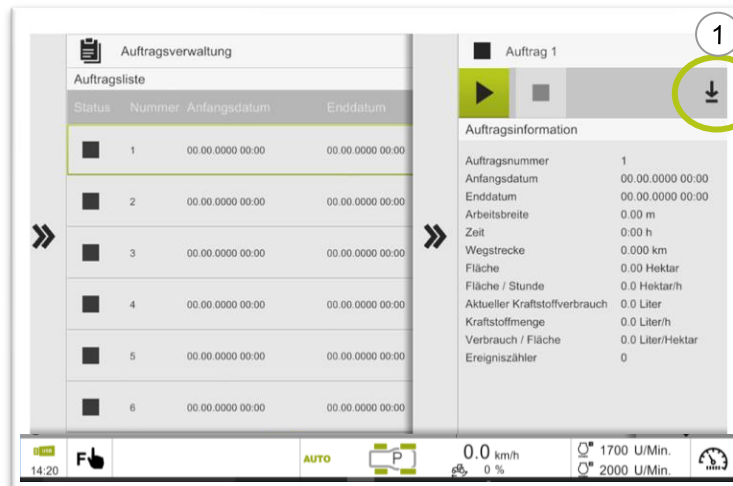 1
Auftragsverwaltung
Auftragsliste
Status Nummer Anfangsdatum Enddatum
1 00.00.0000 00:00 00.00.0000 00:00
2 00.00.0000 00:00 00.00.0000 00:00
3 00.00.0000 00:00 00.00.0000 00:00
4 00.00.0000 00:00 00.00.0000 00:00
5 00.00.0000 00:00 00.00.0000 00:00
6 00.00.0000 00:00 00.00.0000 00:00
Auftrag 1
Auftragsinformation
Auftragsnummer 1
Anfangsdatum 00.00.0000 00:00
Enddatum 00.00.0000 00:00
Arbeitsbreite 0.00 m
Zeit 0:00 h
Wegstrecke 0.000 km
Fläche 0.00 Hektar
Fläche / Stunde 0.0 Hektar/h
Aktueller Kraftstoffverbrauch 0.0 Liter
Kraftstoffmenge 0.0 Liter/h
Verbrauch / Fläche 0.0 Liter/Hektar
Ereigniszähler 0
USB
14:20
F
AUTO
P
0.0 km/h
0 %
1700 U/Min.
2000 U/Min.